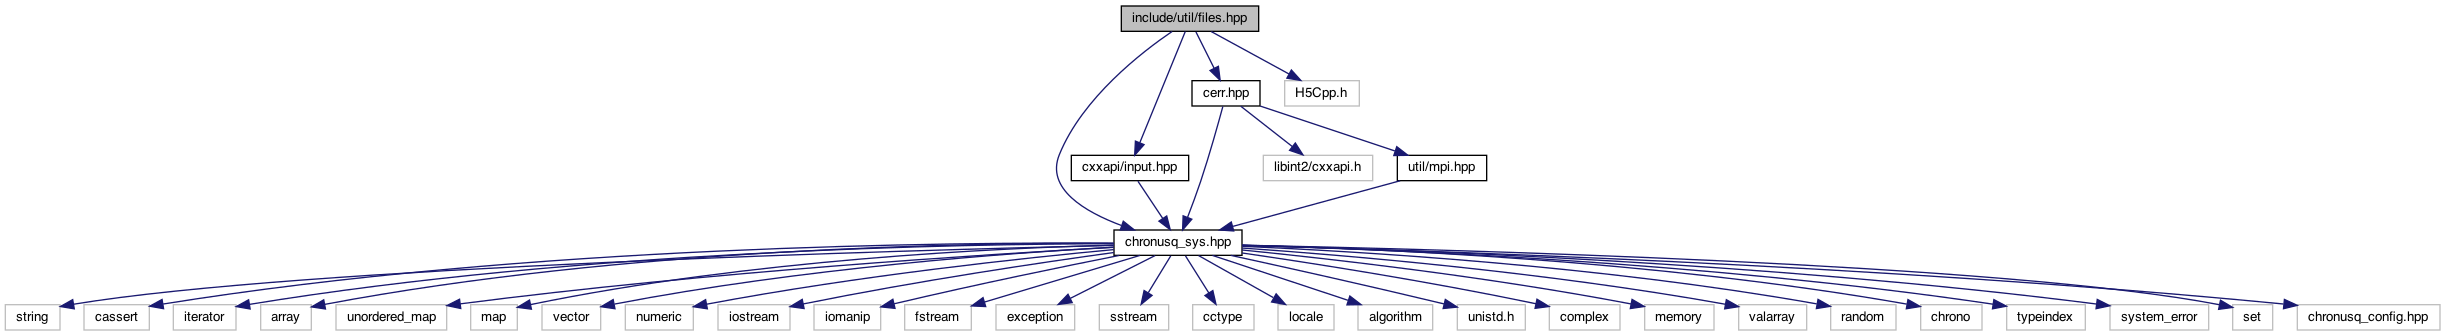 include/util/files.hpp
cerr.hpp
H5Cpp.h
cxxapi/input.hpp
libint2/cxxapi.h
util/mpi.hpp
chronusq_sys.hpp
string
cassert
iterator
array
unordered_map
map
vector
numeric
iostream
iomanip
fstream
exception
sstream
cctype
locale
algorithm
unistd.h
complex
memory
valarray
random
chrono
typeindex
system_error
set
chronusq_config.hpp